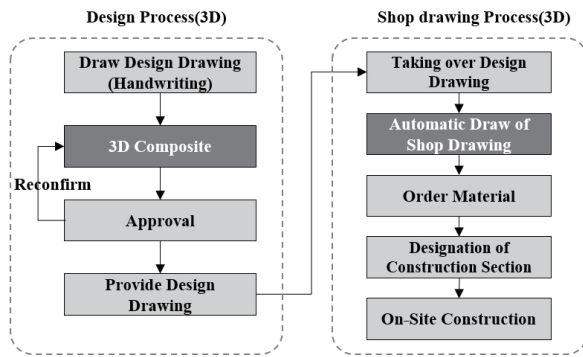 Design Process(3D)
Draw Design Drawing
(Handwriting)
3D Composite
Reconfirm
Approval
Provide Design
Drawing
Shop drawing Process(3D)
Taking over Design
Drawing
Automatic Draw of
Shop Drawing
Order Material
Designation of
Construction Section
On-Site Construction